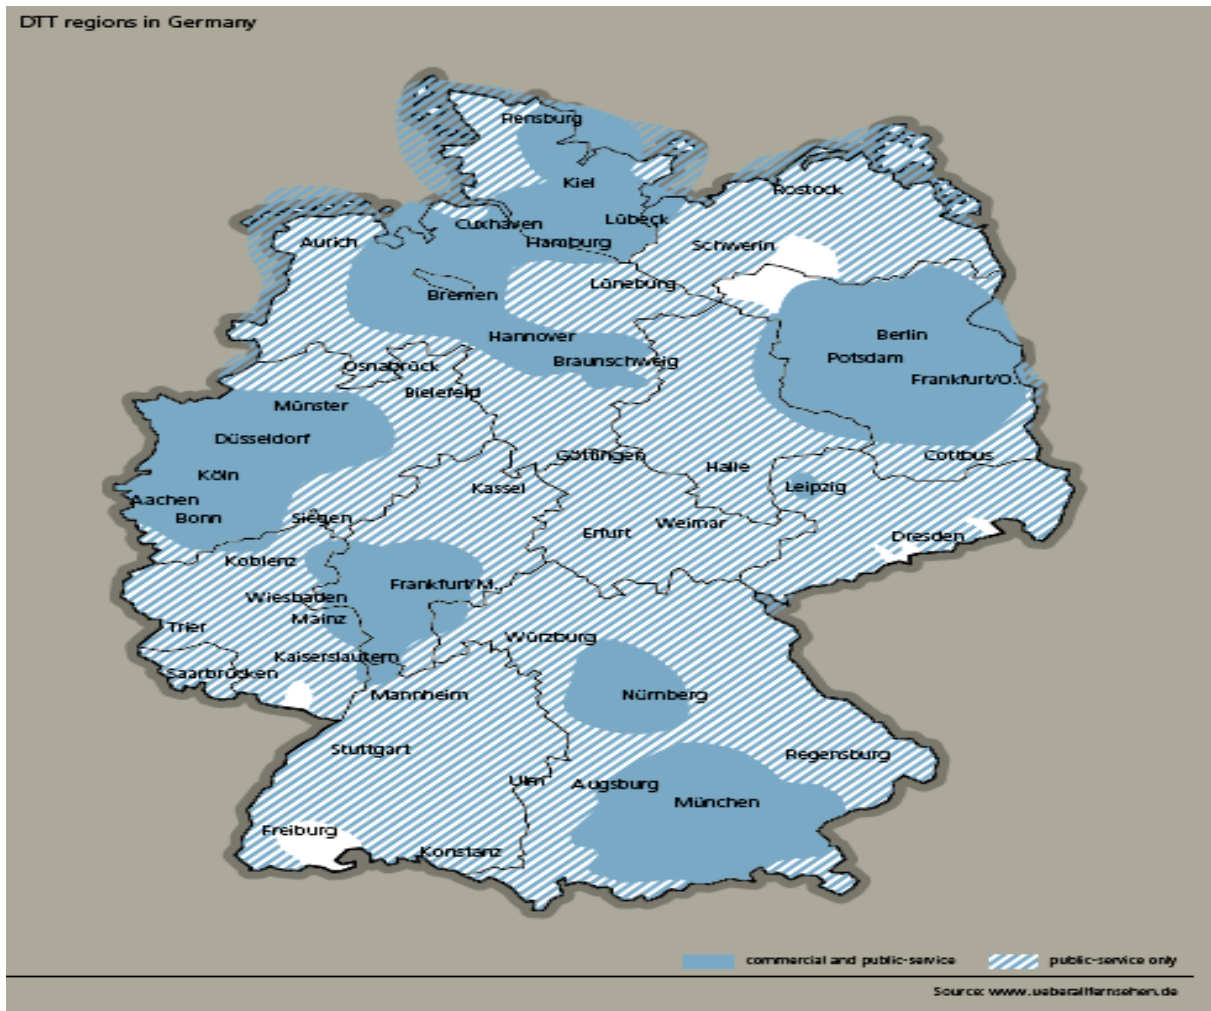 DTT regions in Germany
Flensburg
Kiel
Rostock
Cuxhaven
Lübeck
Aurich
Hamburg
Schwerin
Lüneburg
Bremen
Hannover
Berlin
Braunschweig
Potsdam
Osnabrück
Frankfurt/O.
Bielefeld
Münster
Düsseldorf
Göttingen
Cottbus
Halle
Köln
Kassel
Leipzig
Aachen
Bonn
Siegen
Weimar
Erfurt
Dresden
Koblenz
Frankfurt/M.
Wiesbaden
Mainz
Trier
Würzburg
Kaiserslautern
Saarbrücken
Mannheim
Nürnberg
Stuttgart
Regensburg
Ulm
Augsburg
München
Freiburg
Konstanz
commercial and public-service
public-service only
Source: www.ueberallfernsehen.de